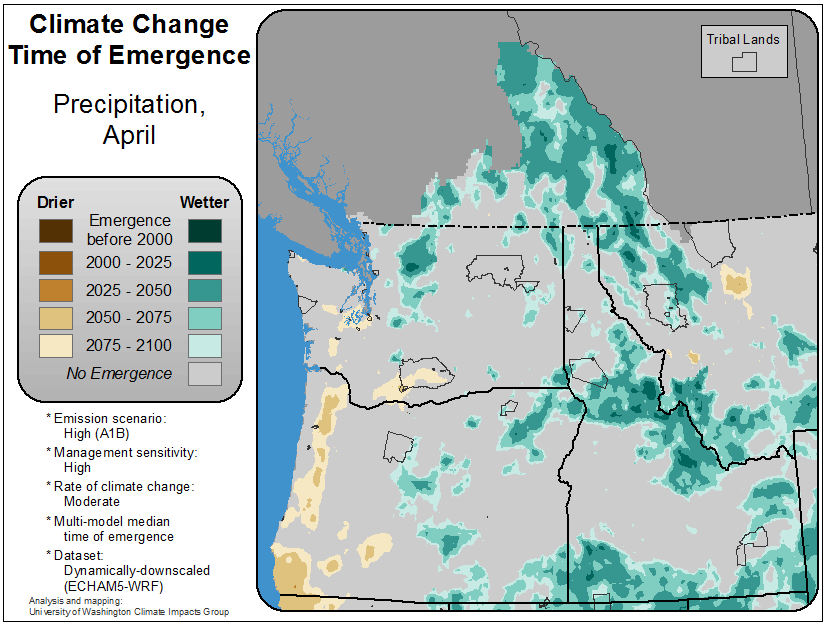 Climate Change
Time of Emergence
Precipitation,
April
Drier
Wetter
Emergence
before 2000
2000 - 2025
2025 - 2050
2050 - 2075
2075 - 2100
No Emergence
* Emission scenario:
High (A1B)
* Management sensitivity:
High
* Rate of climate change:
Moderate
* Multi-model median
time of emergence
* Dataset:
Dynamically-downscaled
(ECHAM5-WRF)
Analysis and mapping:
University of Washington Climate Impacts Group
Tribal Lands